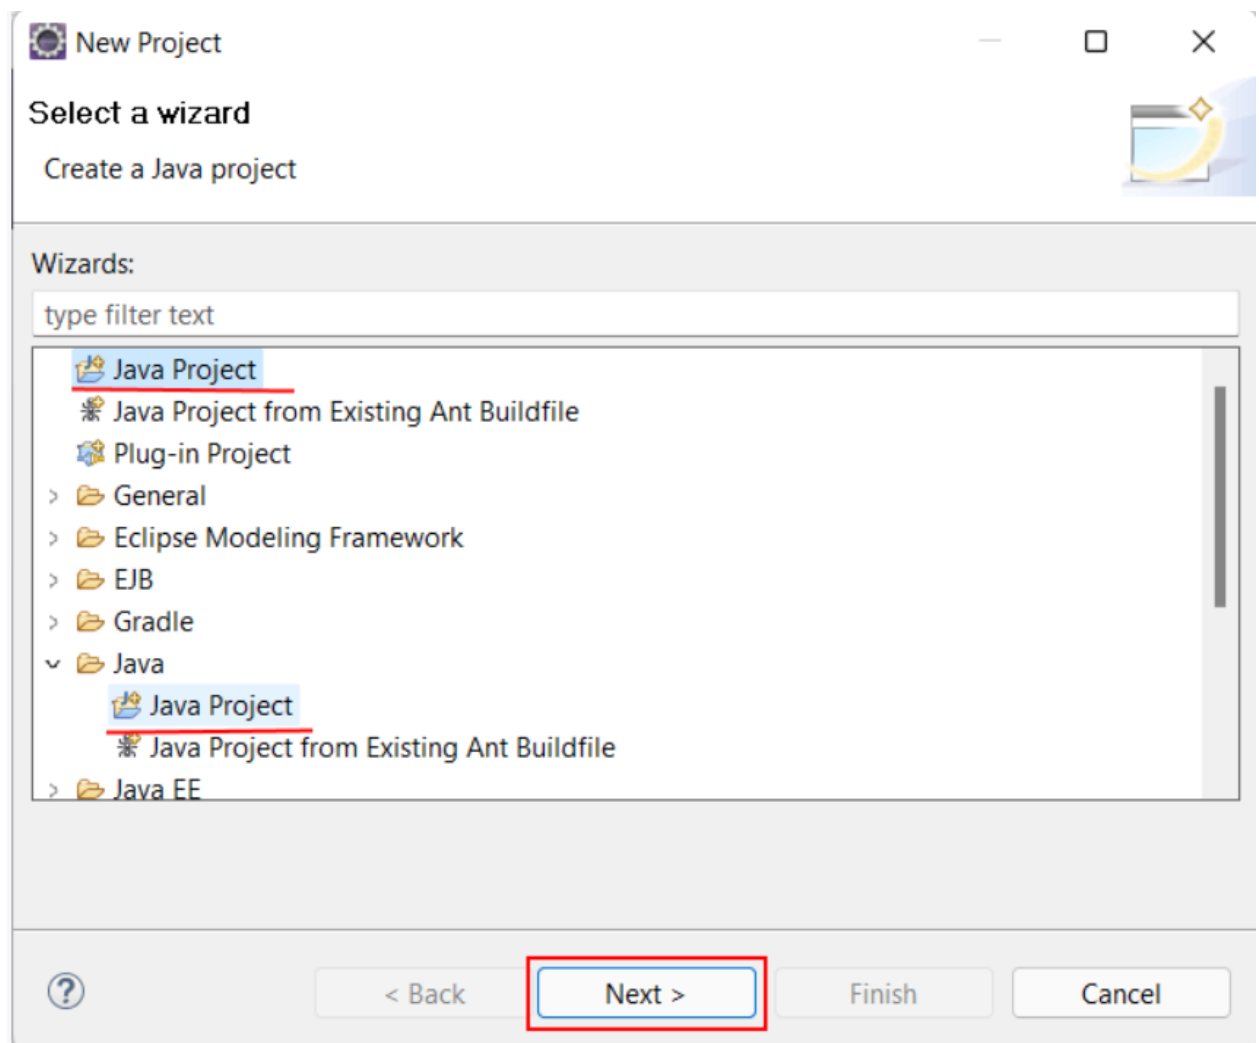 New Project
Select a wizard
Create a Java project
Wizards:
type filter text
Java Project
Java Project from Existing Ant Buildfile
Plug-in Project
General
Eclipse Modeling Framework
EJB
Gradle
Java
Java Project
Java Project from Existing Ant Buildfile
Java EE
? < Back Next > Finish Cancel